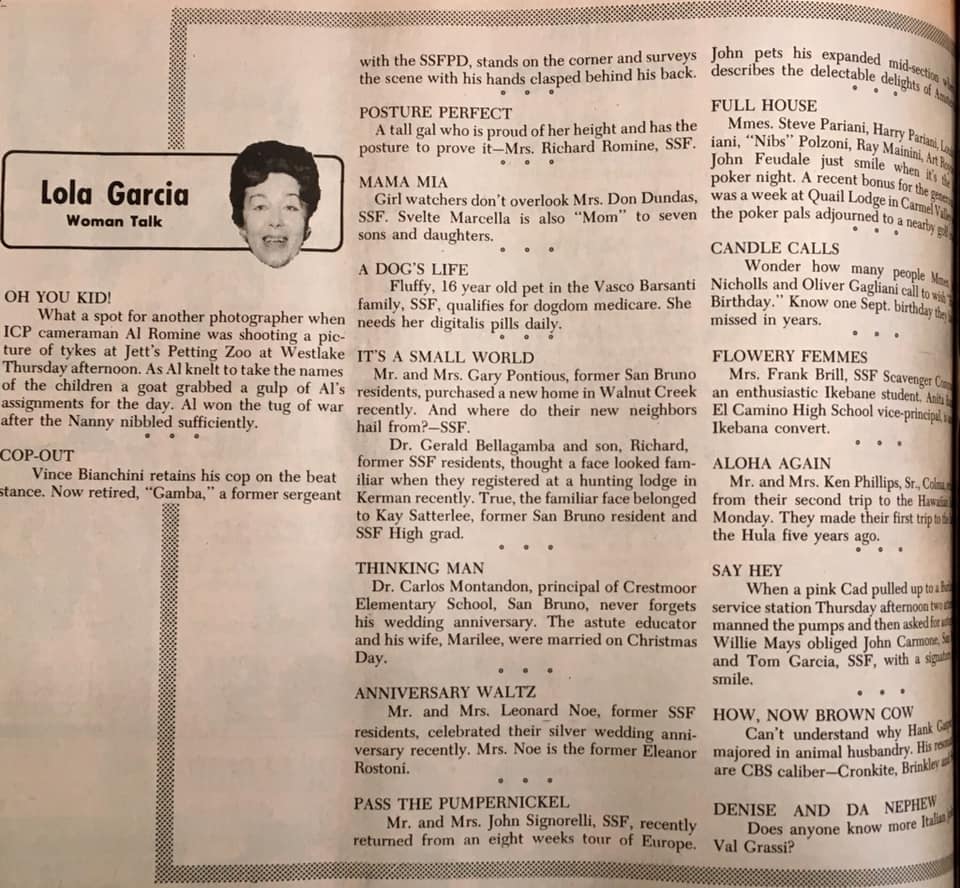 Lola Garcia
Woman Talk
OH YOU KID!
What a spot for another photographer when
ICP cameraman Al Romine was shooting a pic-
ture of tykes at Jett's Petting Zoo at Westlake
Thursday afternoon. As Al knelt to take the names
of the children a goat grabbed a gulp of Al's
assignments for the day. Al won the tug of war
after the Nanny nibbled sufficiently.
COP-OUT
Vince Bianchini retains his cop on the beat
stance. Now retired, "Gamba," a former sergeant
with the SSFPD, stands on the corner and surveys
the scene with his hands clasped behind his back.
POSTURE PERFECT
A tall gal who is proud of her height and has the
posture to prove it—Mrs. Richard Romine, SSF.
MAMA MIA
Girl watchers don't overlook Mrs. Don Dundas,
SSF. Svelte Marcella is also "Mom" to seven
sons and daughters.
A DOG'S LIFE
Fluffy, 16 year old pet in the Vasco Barsanti
family, SSF, qualifies for dogdom medicare. She
needs her digitalis pills daily.
IT'S A SMALL WORLD
Mr. and Mrs. Gary Pontious, former San Bruno
residents, purchased a new home in Walnut Creek
recently. And where do their new neighbors
hail from?—SSF.
Dr. Gerald Bellagamba and son, Richard,
former SSF residents, thought a face looked fam-
iliar when they registered at a hunting lodge in
Kerman recently. True, the familiar face belonged
to Kay Satterlee, former San Bruno resident and
SSF High grad.
THINKING MAN
Dr. Carlos Montandon, principal of Crestmoor
Elementary School, San Bruno, never forgets
his wedding anniversary. The astute educator
and his wife, Marilee, were married on Christmas
Day.
ANNIVERSARY WALTZ
Mr. and Mrs. Leonard Noe, former SSF
residents, celebrated their silver wedding anni-
versary recently. Mrs. Noe is the former Eleanor
Rostoni.
PASS THE PUMPERNICKEL
Mr. and Mrs. John Signorelli, SSF, recently
returned from an eight weeks tour of Europe.
John pets his expanded mid-section
describes the delectable delights of
FULL HOUSE
Mmes. Steve Pariani, Harry Pariani,
iani, "Nibs" Polzoni, Ray Mainini, Art
John Feudale just smile when it's the
poker night. A recent bonus for the
was a week at Quail Lodge in Carmel
the poker pals adjourned to a nearby
CANDLE CALLS
Wonder how many people
Nicholls and Oliver Gagliani call to wish
Birthday." Know one Sept. birthday they
missed in years.
FLOWERY FEMMES
Mrs. Frank Brill, SSF Scavenger
an enthusiastic Ikebane student. Anita
El Camino High School vice-principal,
Ikebana convert.
ALOHA AGAIN
Mr. and Mrs. Ken Phillips, Sr., Colma,
from their second trip to the Hawaiian
Monday. They made their first trip to
the Hula five years ago.
SAY HEY
When a pink Cad pulled up to a
service station Thursday afternoon two
manned the pumps and then asked for
Willie Mays obliged John Carmone,
and Tom Garcia, SSF, with a
smile.
HOW, NOW BROWN COW
Can't understand why Hank
majored in animal husbandry. His
are CBS caliber—Cronkite, Brinkley
DENISE AND DA NEPHEW
Does anyone know more Italian
Val Grassi?